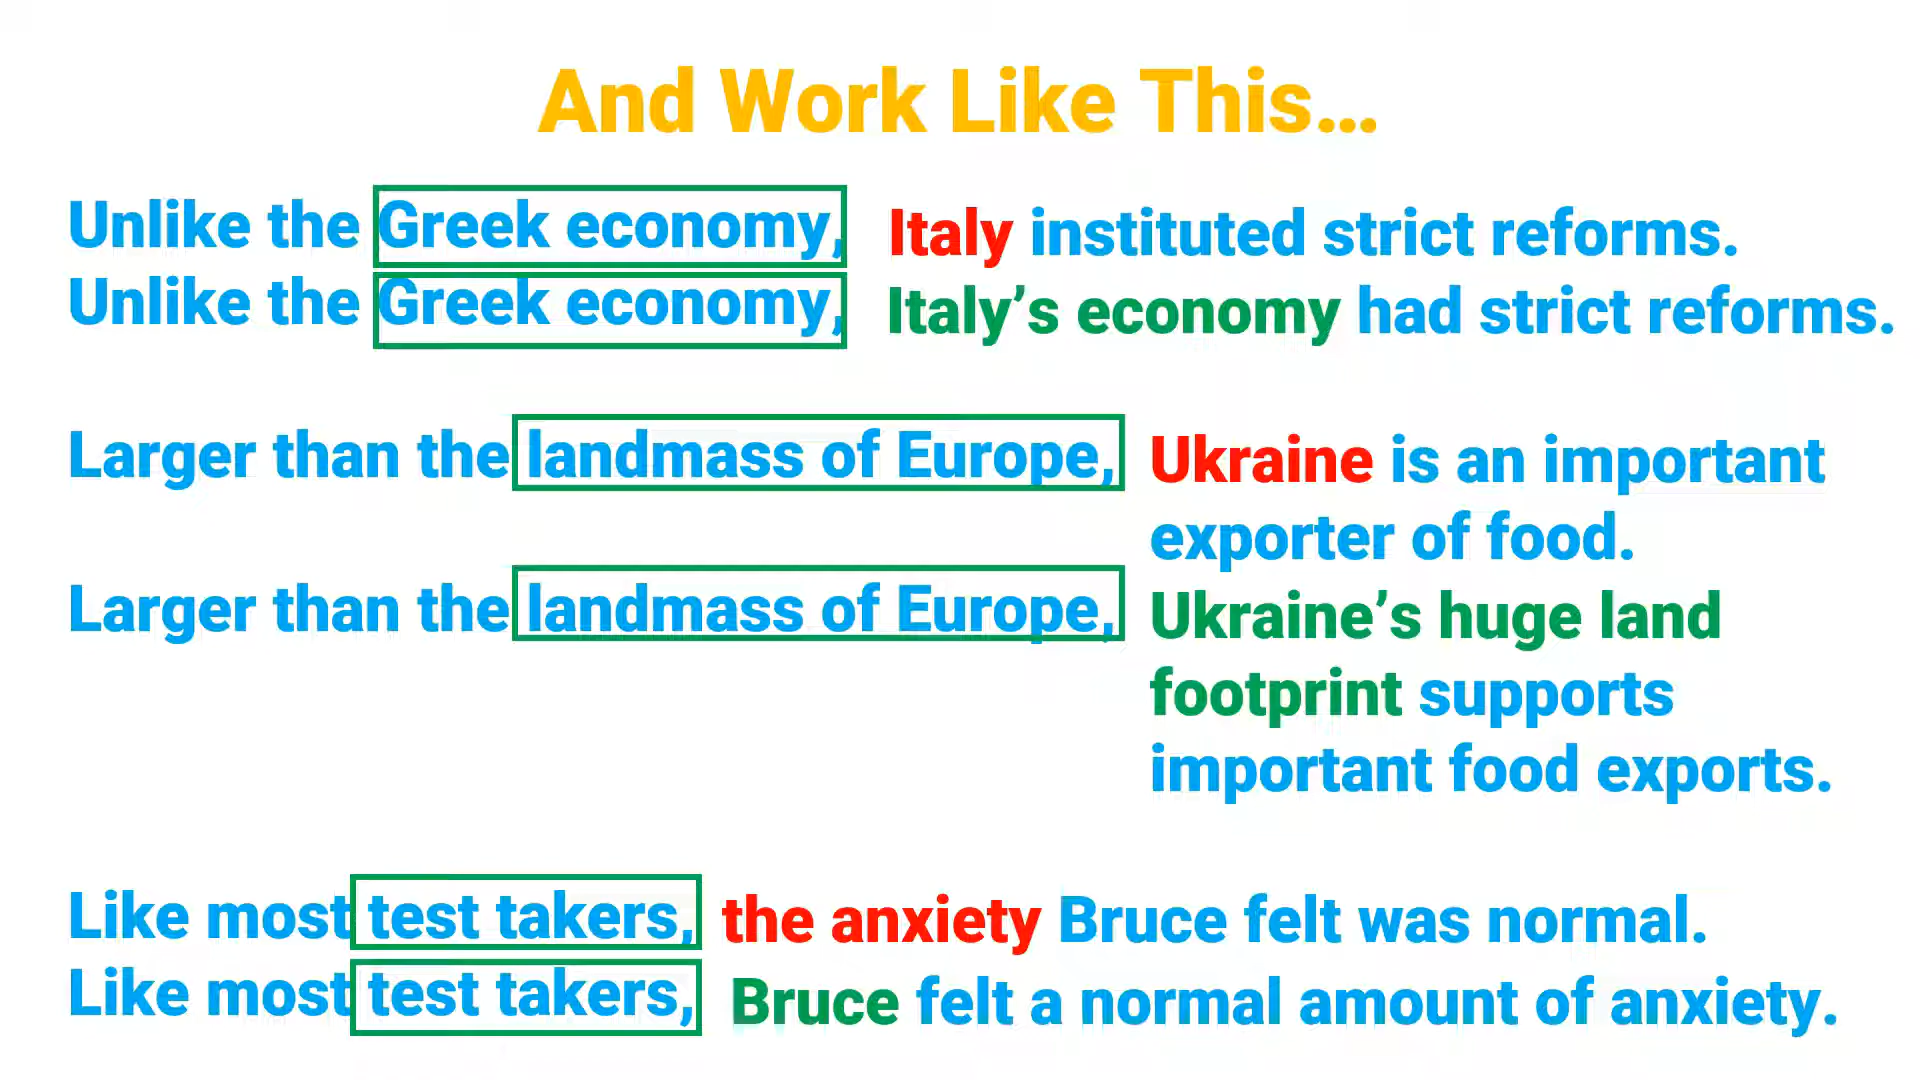 And Work Like This...
Unlike the Greek economy, Italy instituted strict reforms.
Unlike the Greek economy, Italy’s economy had strict reforms.
Larger than the landmass of Europe, Ukraine is an important
exporter of food.
Larger than the landmass of Europe, Ukraine’s huge land
footprint supports
important food exports.
Like most test takers, the anxiety Bruce felt was normal.
Like most test takers, Bruce felt a normal amount of anxiety.